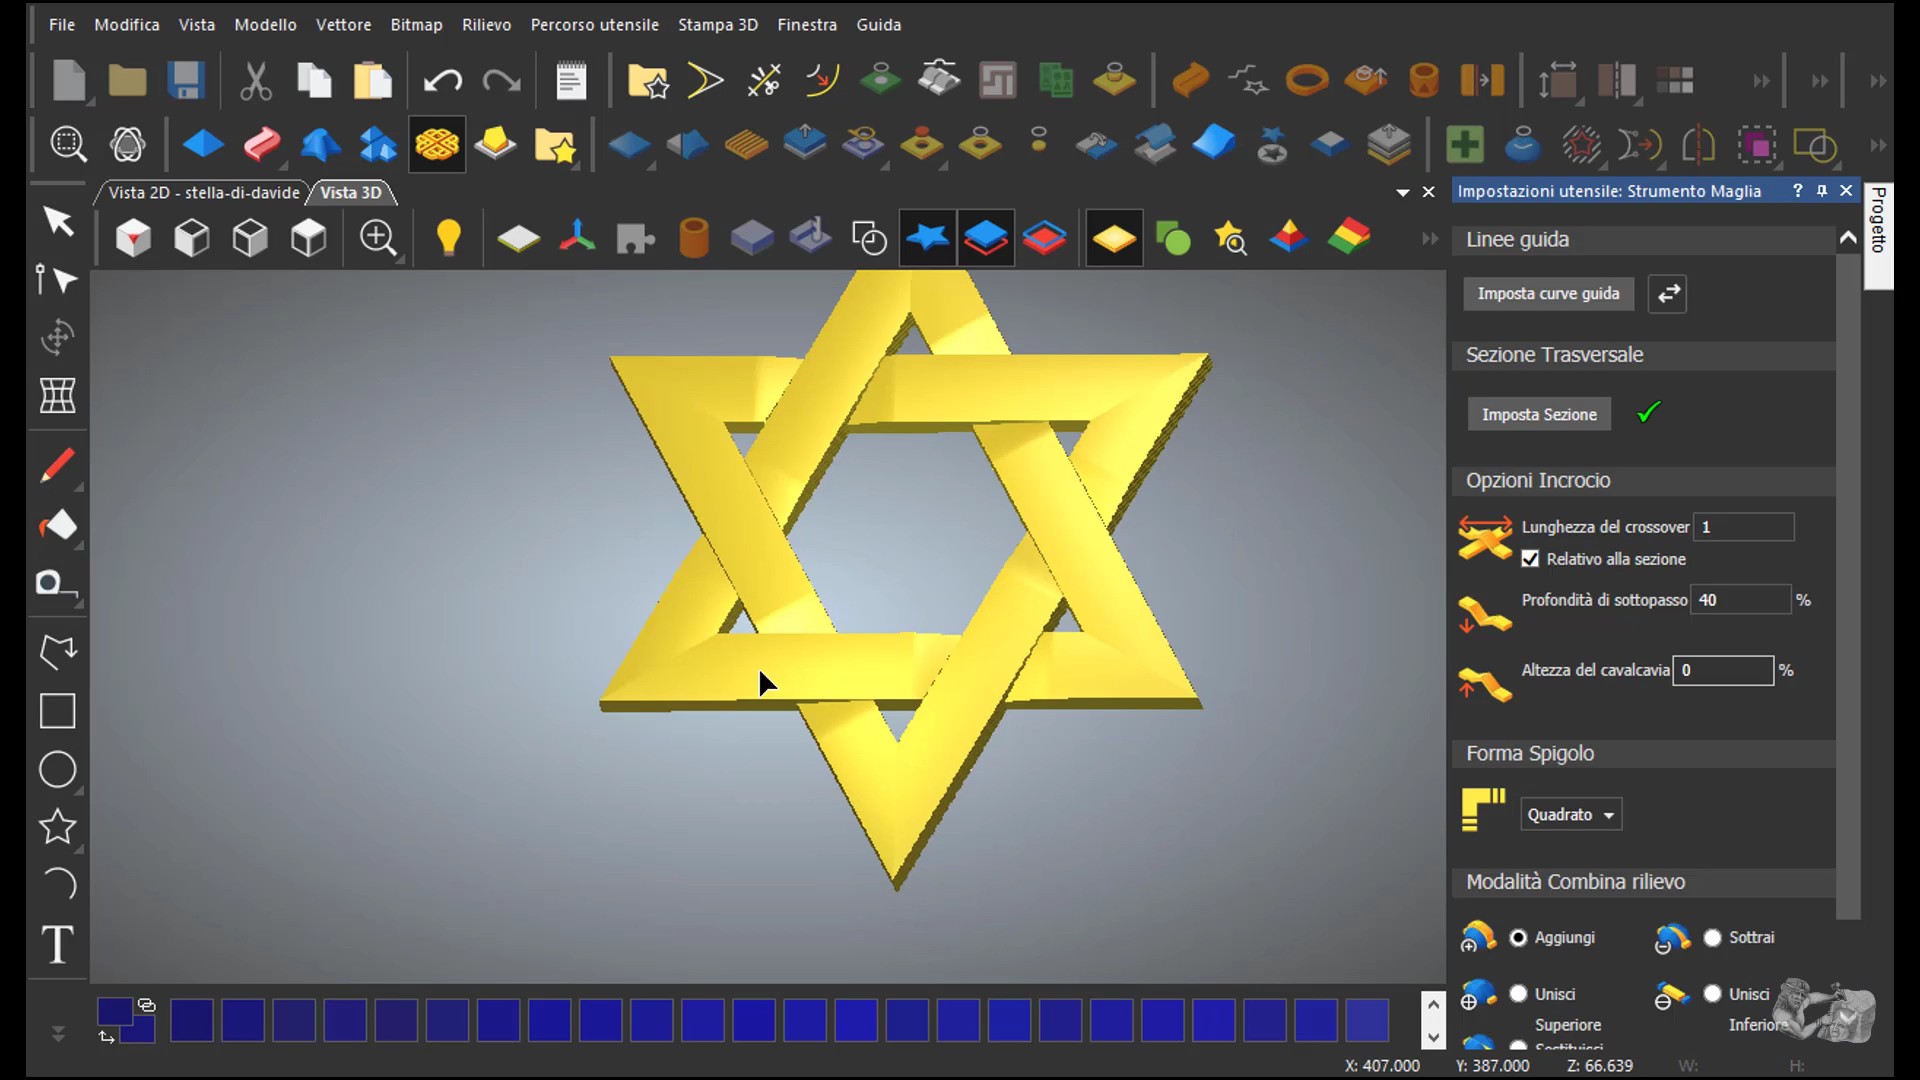 File Modifica Vista Modello Vettore Bitmap Rilievo Percorso utensile Stampa 3D Finestra Guida
Vista 2D - stella-di-davide Vista 3D
Impostazioni utensile: Strumento Maglia ?
Progetto
Linee guida
Imposta curve guida
Sezione Trasversale
Imposta Sezione
Opzioni Incrocio
Lunghezza del crossover 1
Relativo alla sezione
Profondità di sottopasso 40 %
Altezza del cavalcavia 0 %
Forma Spigolo
Quadrato
Modalità Combina rilievo
Aggiungi Sottrai
Unisci Superiore
Unisci Inferiore
Sostituisci
T
X: 407.000 Y: 387.000 Z: 66.639 W: H: